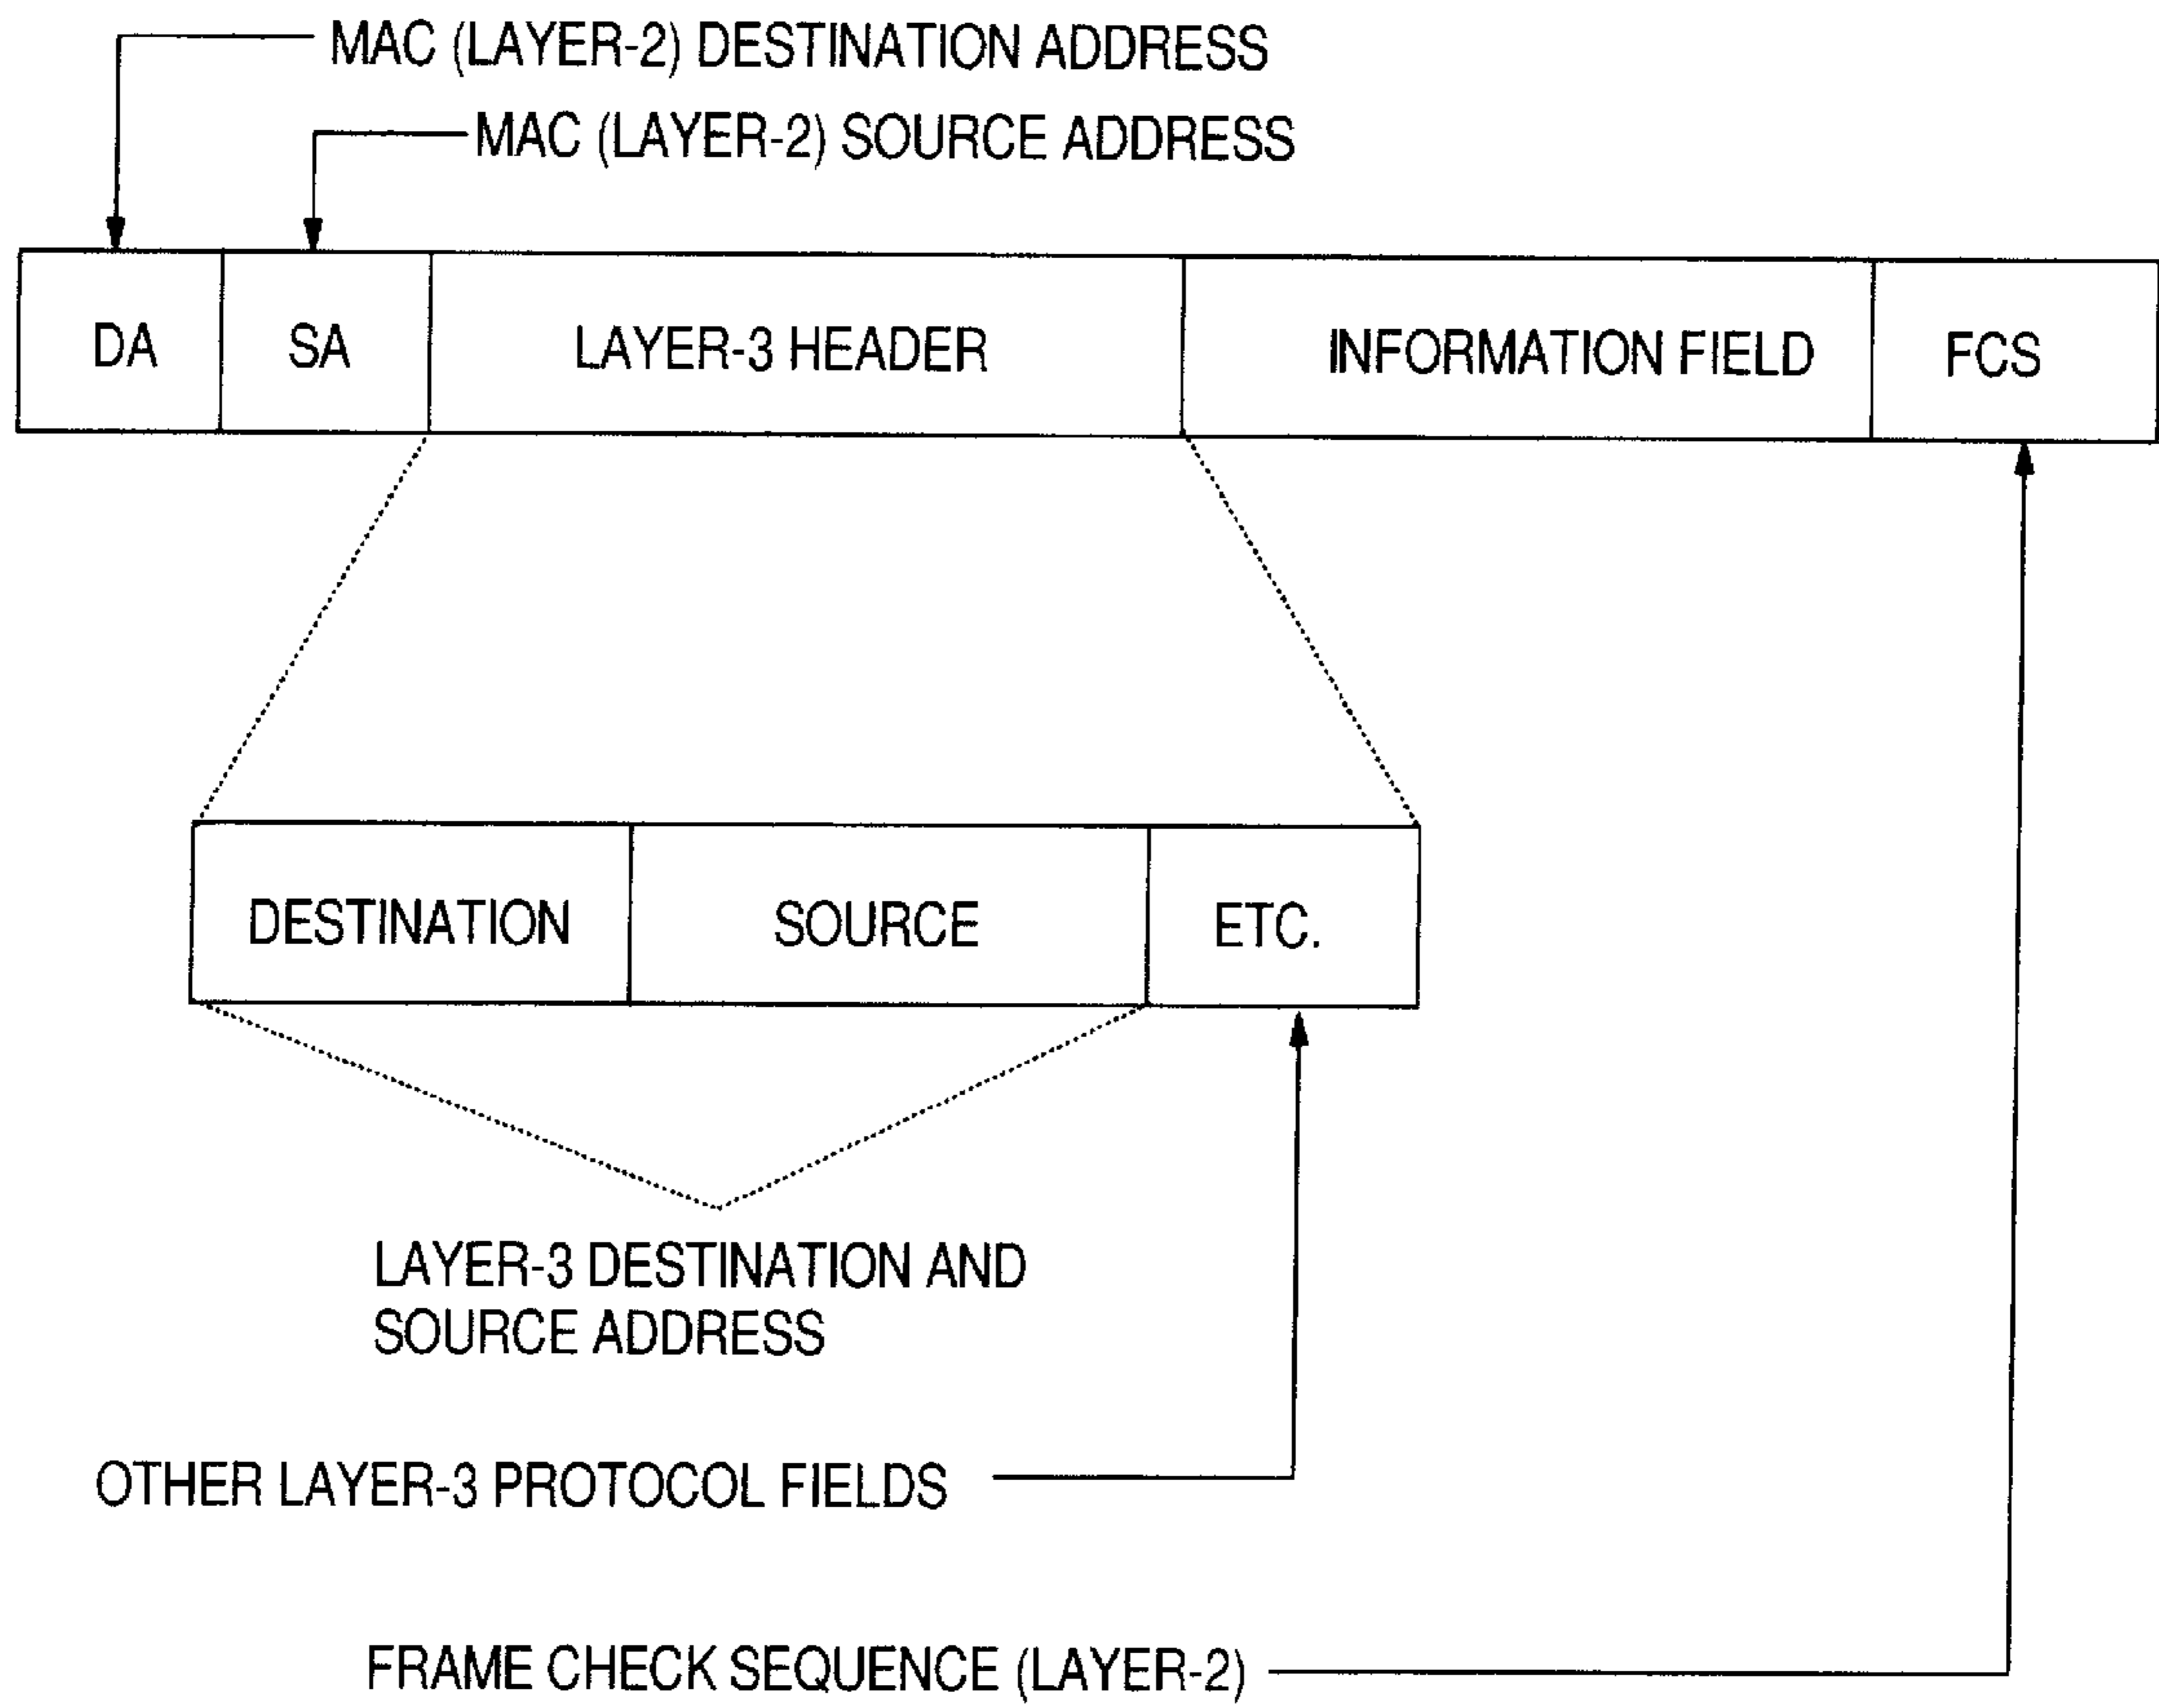 MAC (LAYER-2) DESTINATION ADDRESS
MAC (LAYER-2) SOURCE ADDRESS
DA SA LAYER-3 HEADER INFORMATION FIELD FCS
DESTINATION SOURCE ETC.
LAYER-3 DESTINATION AND
SOURCE ADDRESS
OTHER LAYER-3 PROTOCOL FIELDS
FRAME CHECK SEQUENCE (LAYER-2)